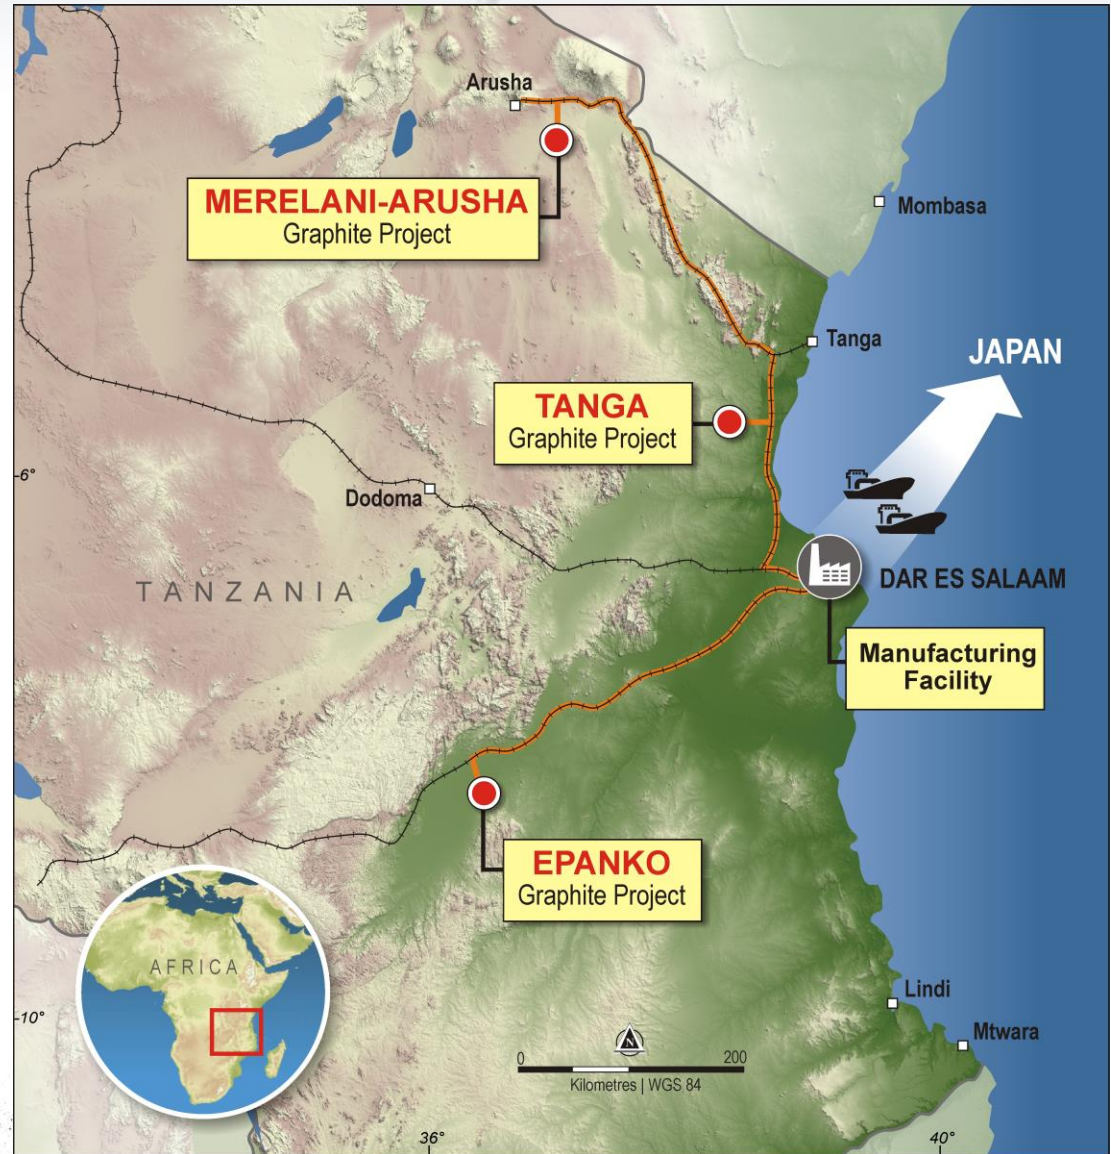 Arusha
MERELANI-ARUSHA
Graphite Project
Mombasa
Tanga
JAPAN
TANGA
Graphite Project
-6°
Dodoma
TANZANIA
DAR ES SALAAM
Manufacturing
Facility
EPANKO
Graphite Project
AFRICA
Lindi
-10°
Mtwara
N
0 200
Kilometres | WGS 84
36° 40°